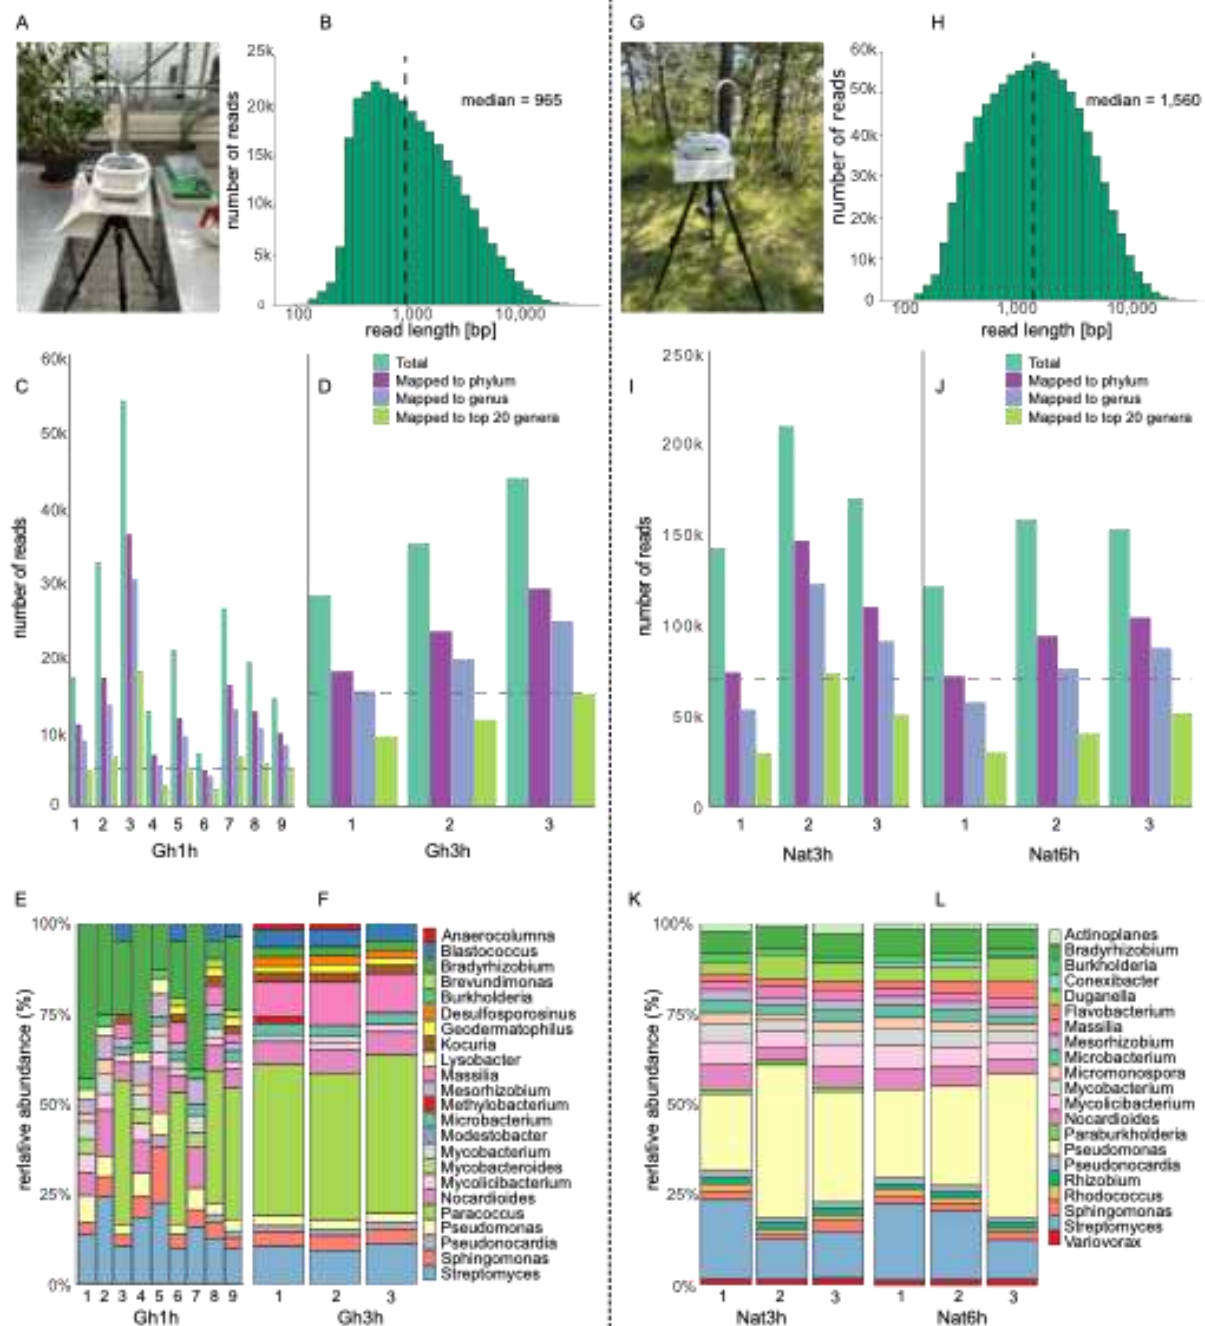 A
B
25k
20k
15k
10k
5k
0
number of reads
median = 965
100
1,000
10,000
read length [bp]
G
H
60k
50k
40k
30k
20k
10k
0
number of reads
median = 1,560
100
1,000
10,000
read length [bp]
C
60k
50k
40k
30k
20k
10k
0
number of reads
1 2 3 4 5 6 7 8 9
Gh1h
D
Total
Mapped to phylum
Mapped to genus
Mapped to top 20 genera
1 2 3
Gh3h
I
250k
200k
150k
100k
50k
0
number of reads
1 2 3
Nat3h
J
Total
Mapped to phylum
Mapped to genus
Mapped to top 20 genera
1 2 3
Nat6h
E
100%
75%
50%
25%
0%
rerlative abundance (%)
1 2 3 4 5 6 7 8 9
Gh1h
F
1 2 3
Gh3h
Anaerocolumna
Blastococcus
Bradyrhizobium
Brevundimonas
Burkholderia
Desulfosporosinus
Geodermatophilus
Kocuria
Lysobacter
Massilia
Mesorhizobium
Methylobacterium
Microbacterium
Modestobacter
Mycobacterium
Mycobacteroides
Mycolicibacterium
Nocardioides
Paracoccus
Pseudomonas
Pseudonocardia
Sphingomonas
Streptomyces
K
100%
75%
50%
25%
0%
rerlative abundance (%)
1 2 3
Nat3h
L
1 2 3
Nat6h
Actinoplanes
Bradyrhizobium
Burkholderia
Conexibacter
Duganella
Flavobacterium
Massilia
Mesorhizobium
Microbacterium
Micromonospora
Mycobacterium
Mycolicibacterium
Nocardioides
Paraburkholderia
Pseudomonas
Pseudonocardia
Rhizobium
Rhodococcus
Sphingomonas
Streptomyces
Variovorax